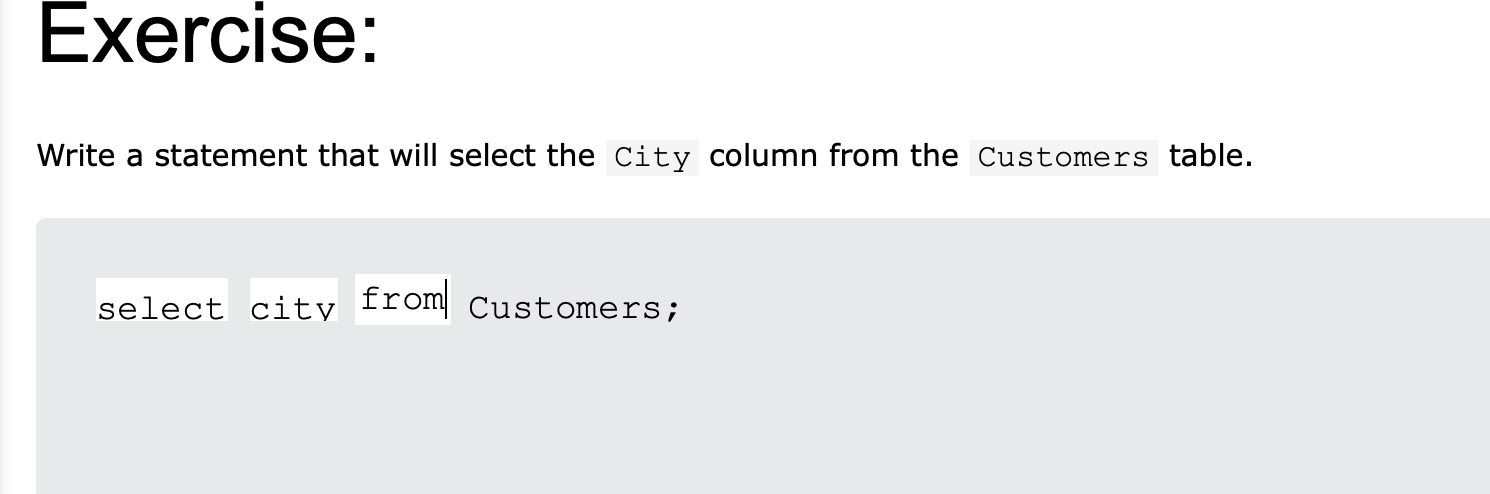 Exercise:
Write a statement that will select the City column from the Customers table.
select city from Customers;